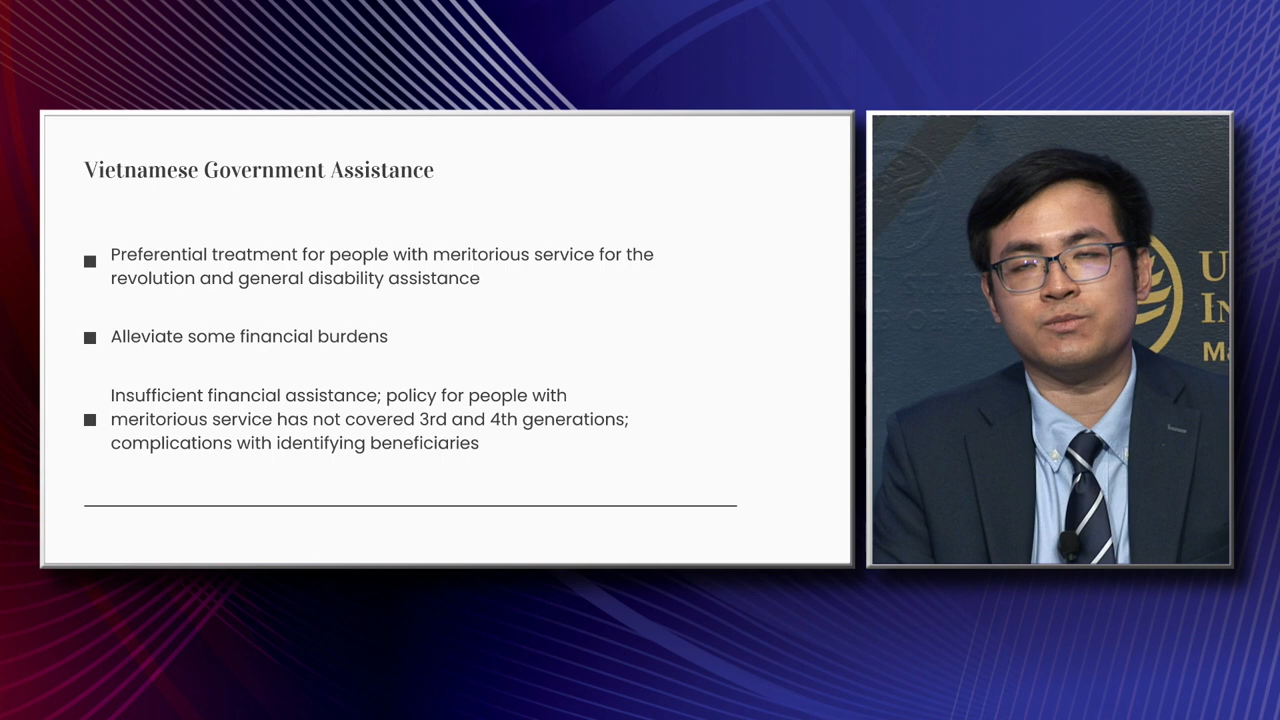 Vietnamese Government Assistance
Preferential treatment for people with meritorious service for the
revolution and general disability assistance
Alleviate some financial burdens
Insufficient financial assistance; policy for people with
meritorious service has not covered 3rd and 4th generations;
complications with identifying beneficiaries